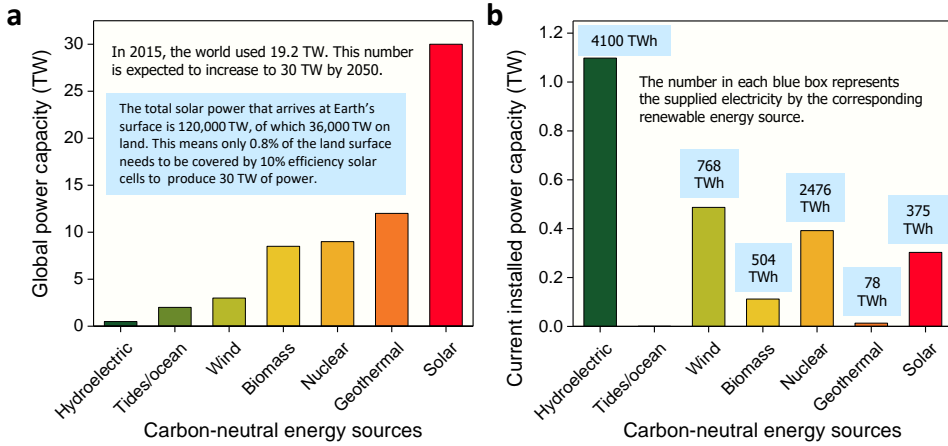 a
Global power capacity (TW)
30
20
10
0
In 2015, the world used 19.2 TW. This number
is expected to increase to 30 TW by 2050.
The total solar power that arrives at Earth's
surface is 120,000 TW, of which 36,000 TW on
land. This means only 0.8% of the land surface
needs to be covered by 10% efficiency solar
cells to produce 30 TW of power.
Hydroelectric
Tides/ocean
Wind
Biomass
Nuclear
Geothermal
Solar
Carbon-neutral energy sources
b
Current installed power capacity (TW)
1.2
1.0
0.8
0.6
0.4
0.2
0.0
4100 TWh
The number in each blue box represents
the supplied electricity by the corresponding
renewable energy source.
768
TWh
504
TWh
2476
TWh
78
TWh
375
TWh
Hydroelectric
Tides/ocean
Wind
Biomass
Nuclear
Geothermal
Solar
Carbon-neutral energy sources